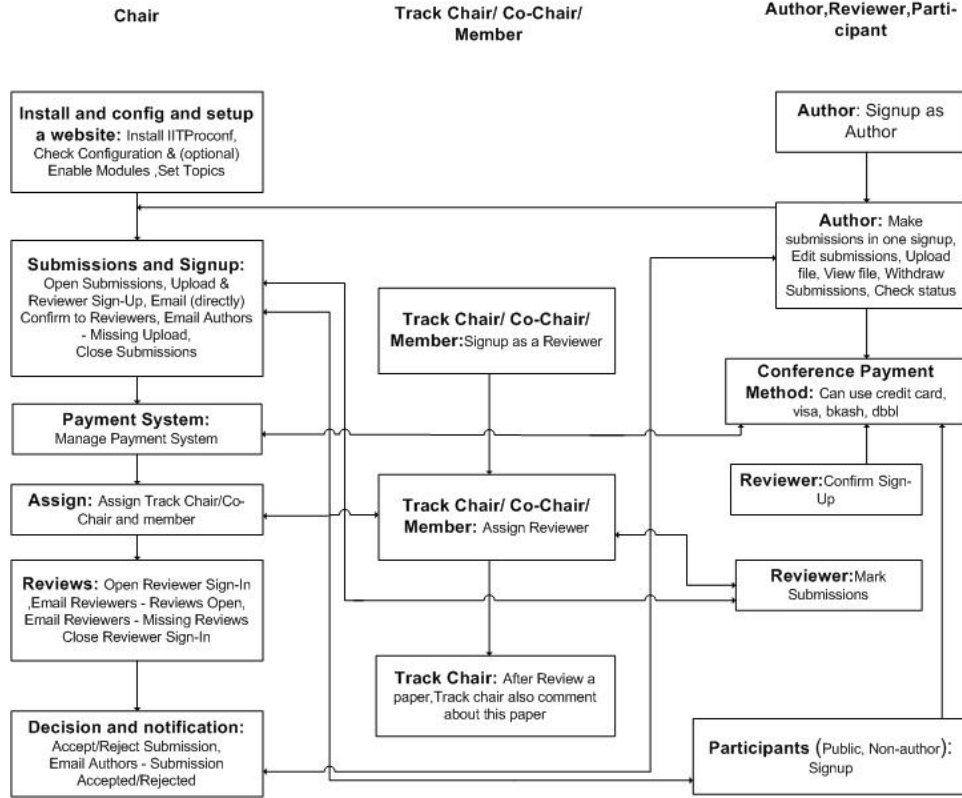 Chair
Track Chair/ Co-Chair/
Member
Author,Reviewer,Parti-
cipant
Install and config and setup
a website: Install IITProconf,
Check Configuration & (optional)
Enable Modules ,Set Topics
Submissions and Signup:
Open Submissions, Upload &
Reviewer Sign-Up, Email (directly)
Confirm to Reviewers, Email Authors
- Missing Upload,
Close Submissions
Payment System:
Manage Payment System
Assign: Assign Track Chair/Co-
Chair and member
Reviews: Open Reviewer Sign-In
,Email Reviewers - Reviews Open,
Email Reviewers - Missing Reviews
Close Reviewer Sign-In
Decision and notification:
Accept/Reject Submission,
Email Authors - Submission
Accepted/Rejected
Track Chair/ Co-Chair/
Member:Signup as a Reviewer
Track Chair/ Co-Chair/
Member: Assign Reviewer
Track Chair: After Review a
paper,Track chair also comment
about this paper
Author: Signup as
Author
Author: Make
submissions in one signup,
Edit submissions, Upload
file, View file, Withdraw
Submissions, Check status
Conference Payment
Method: Can use credit card,
visa, bkash, dbbl
Reviewer:Confirm Sign-
Up
Reviewer:Mark
Submissions
Participants (Public, Non-author):
Signup